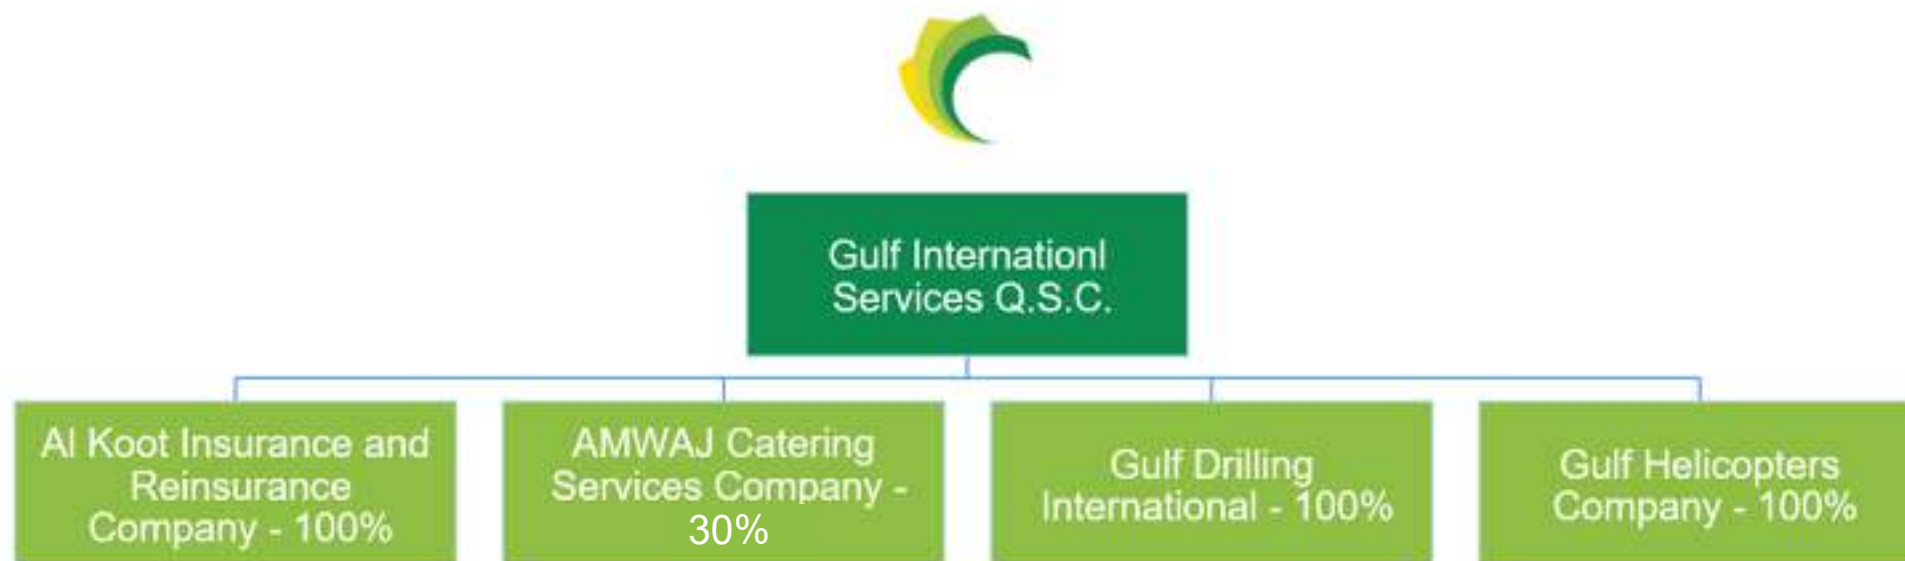 Gulf Internationl
Services Q.S.C.
Al Koot Insurance and
Reinsurance
Company - 100%
AMWAJ Catering
Services Company -
30%
Gulf Drilling
International - 100%
Gulf Helicopters
Company - 100%